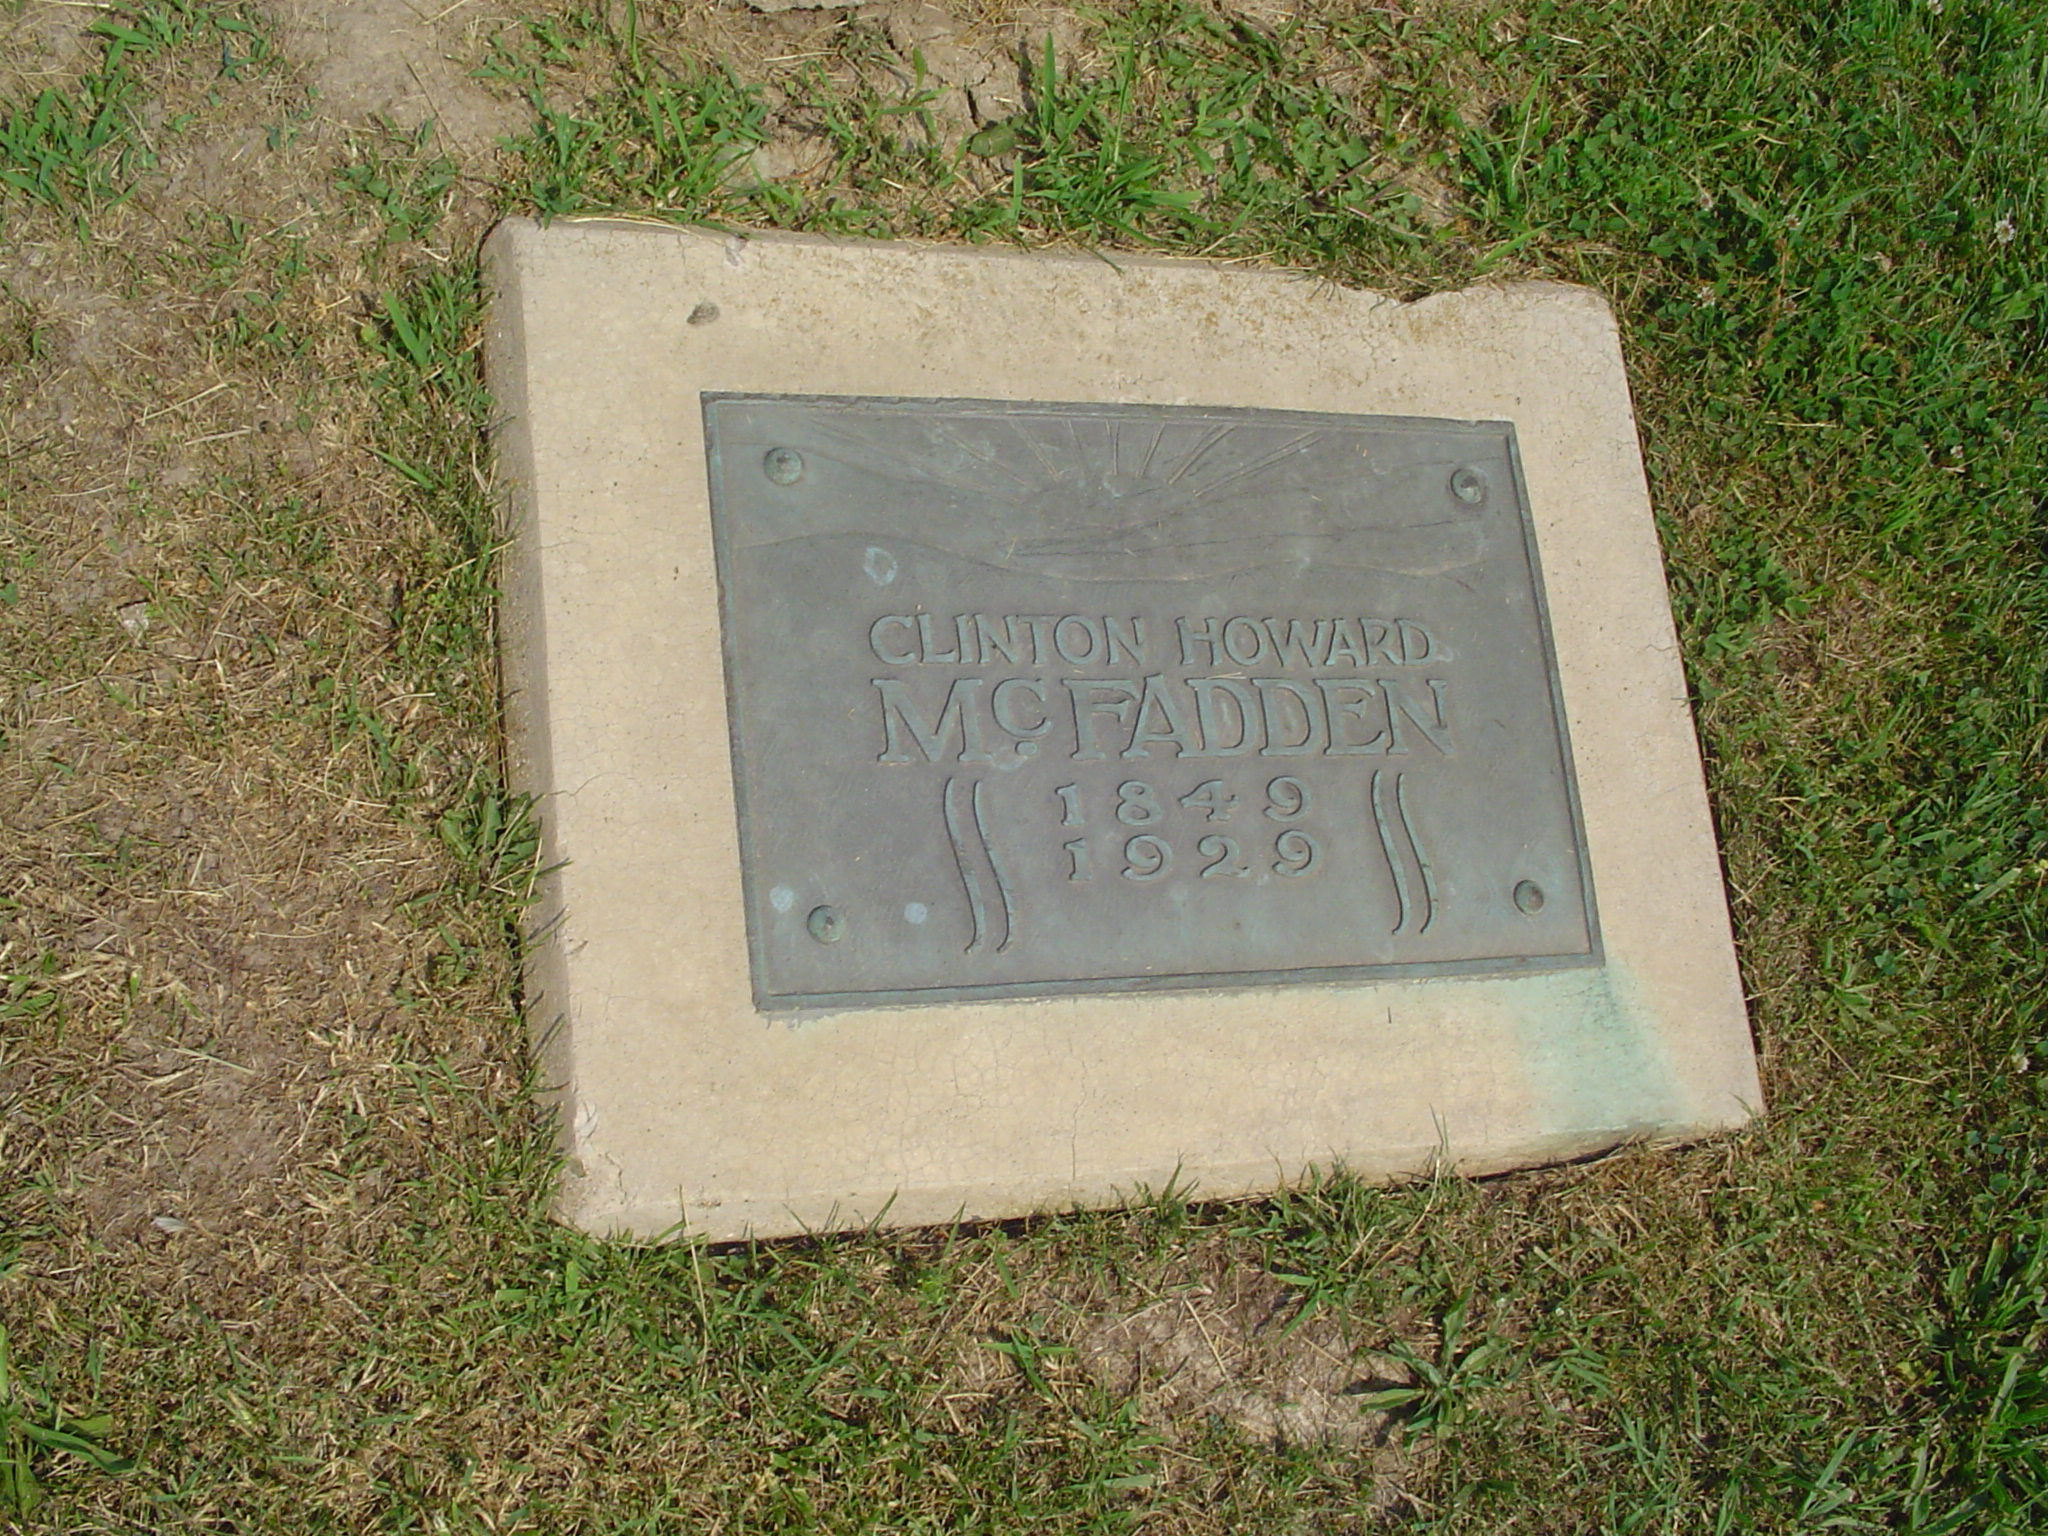 CLINTON HOWARD
McFADDEN
1849
1929